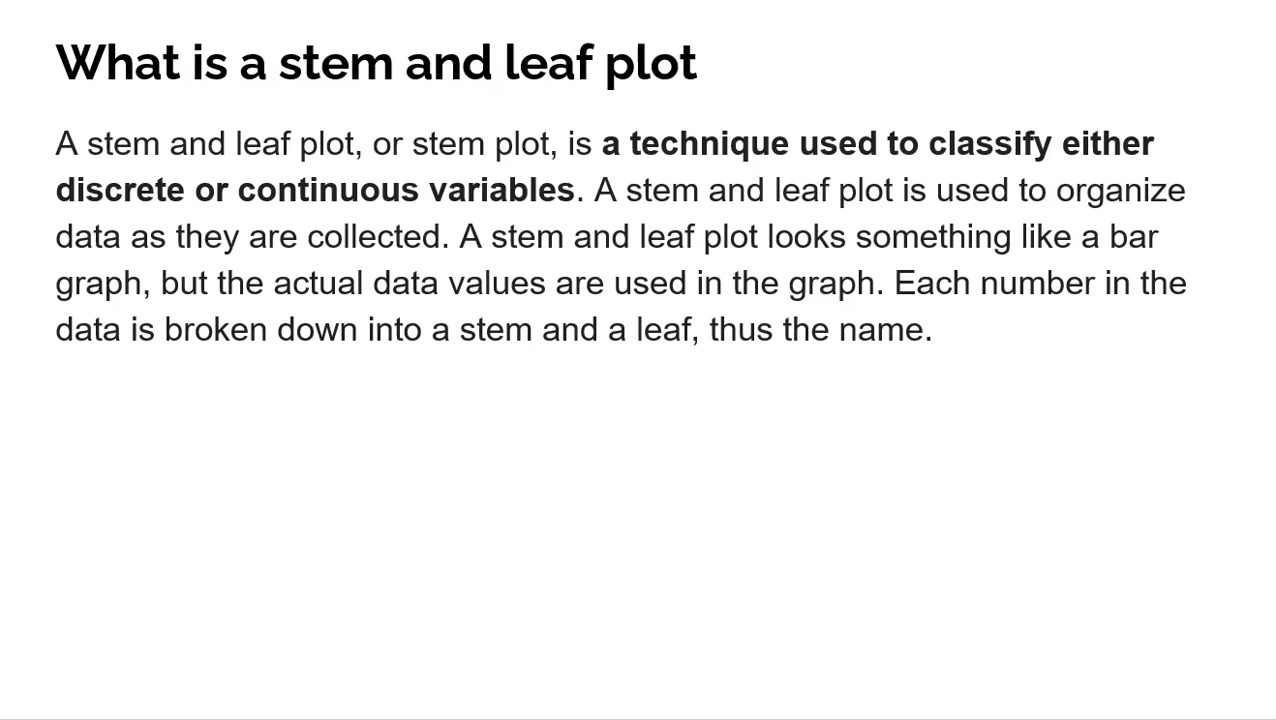 What is a stem and leaf plot
A stem and leaf plot, or stem plot, is a technique used to classify either
discrete or continuous variables. A stem and leaf plot is used to organize
data as they are collected. A stem and leaf plot looks something like a bar
graph, but the actual data values are used in the graph. Each number in the
data is broken down into a stem and a leaf, thus the name.